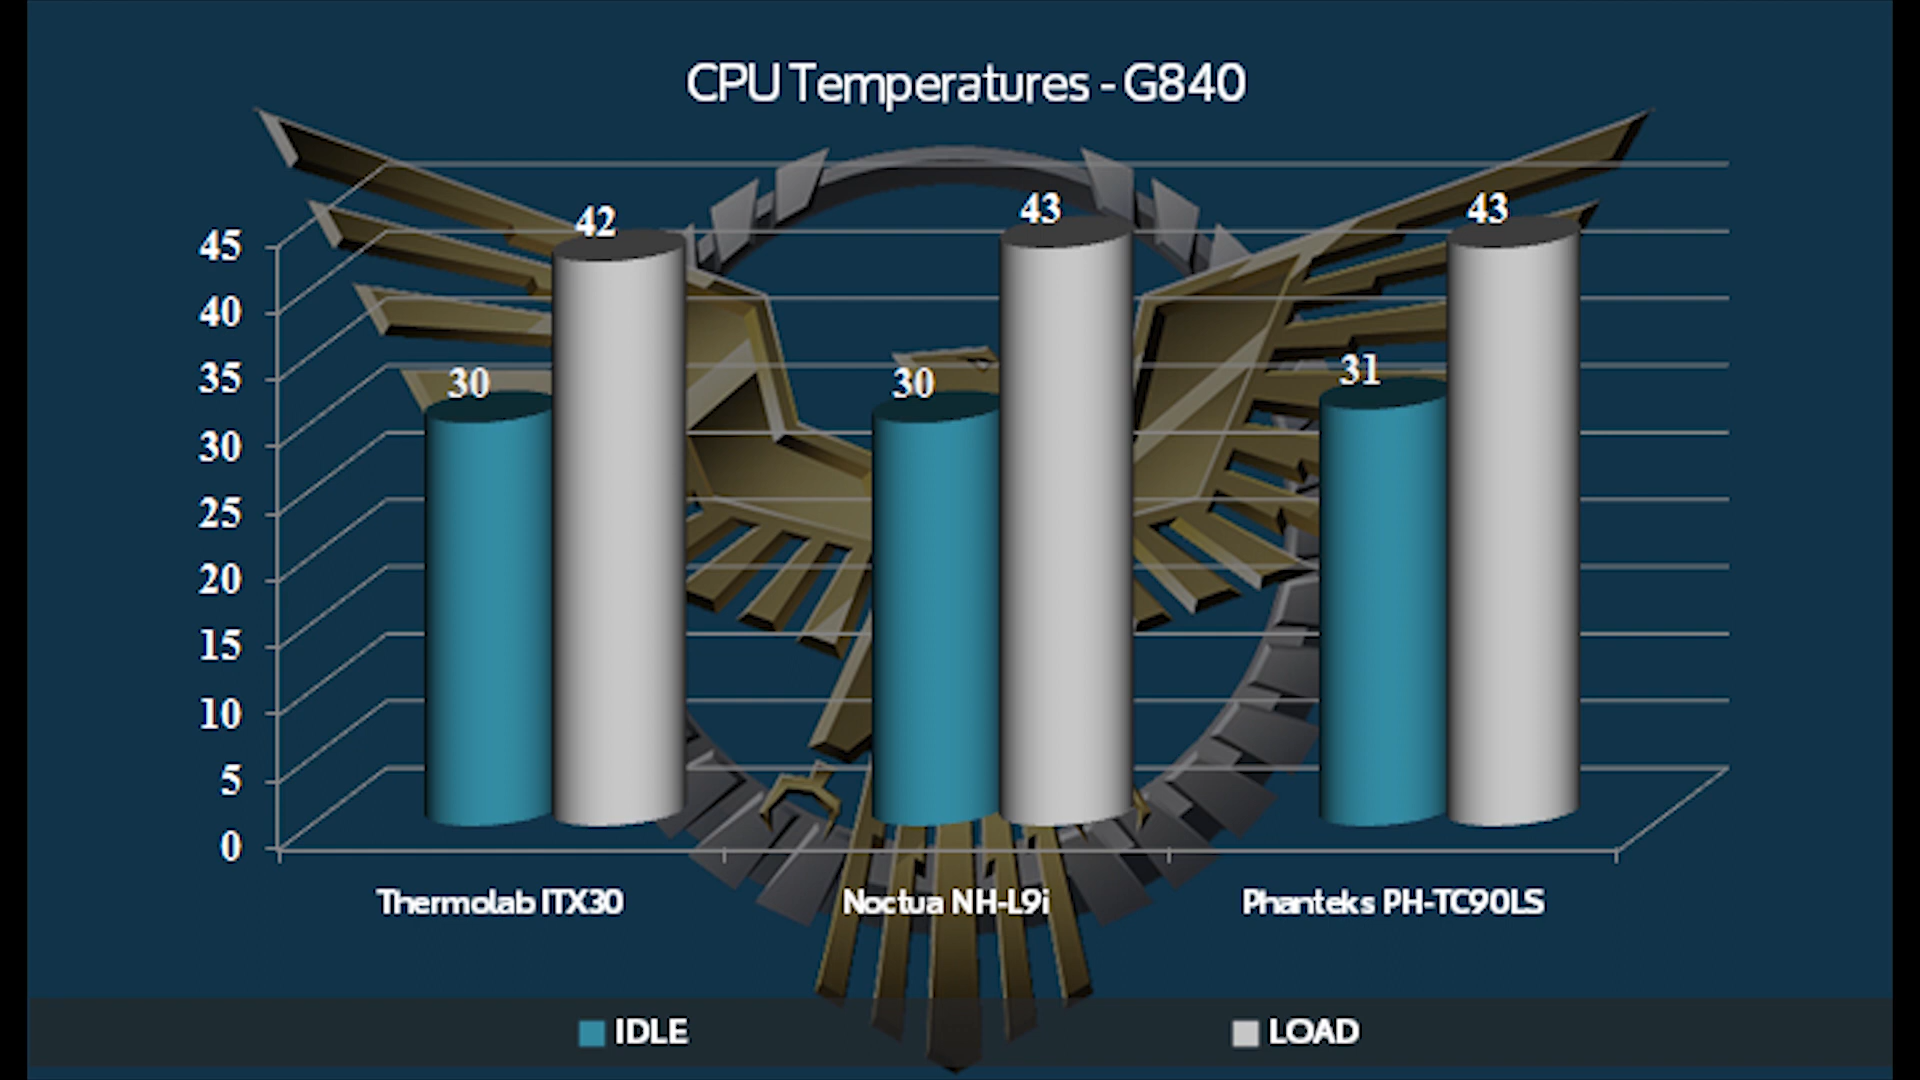 CPU Temperatures - G840
45
40
35
30
25
20
15
10
5
0
30
42
30
43
31
43
Thermolab ITX30
Noctua NH-L9i
Phanteks PH-TC90LS
IDLE
LOAD